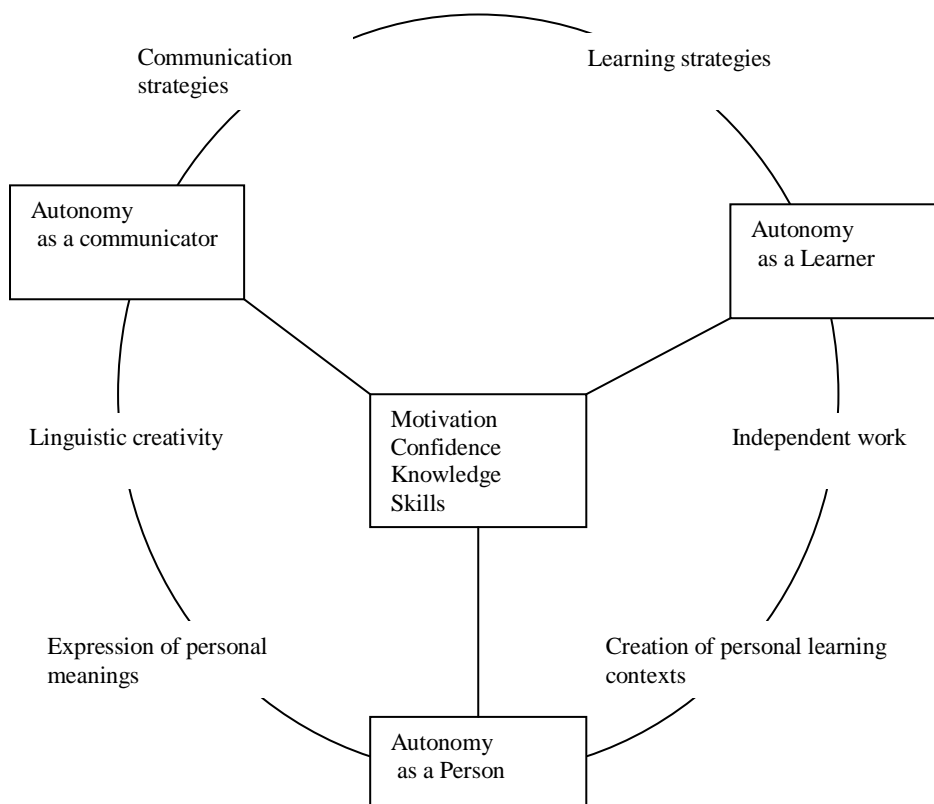 Communication
strategies
Learning strategies
Autonomy
as a communicator
Autonomy
as a Learner
Motivation
Confidence
Knowledge
Skills
Linguistic creativity
Independent work
Expression of personal
meanings
Creation of personal learning
contexts
Autonomy
as a Person